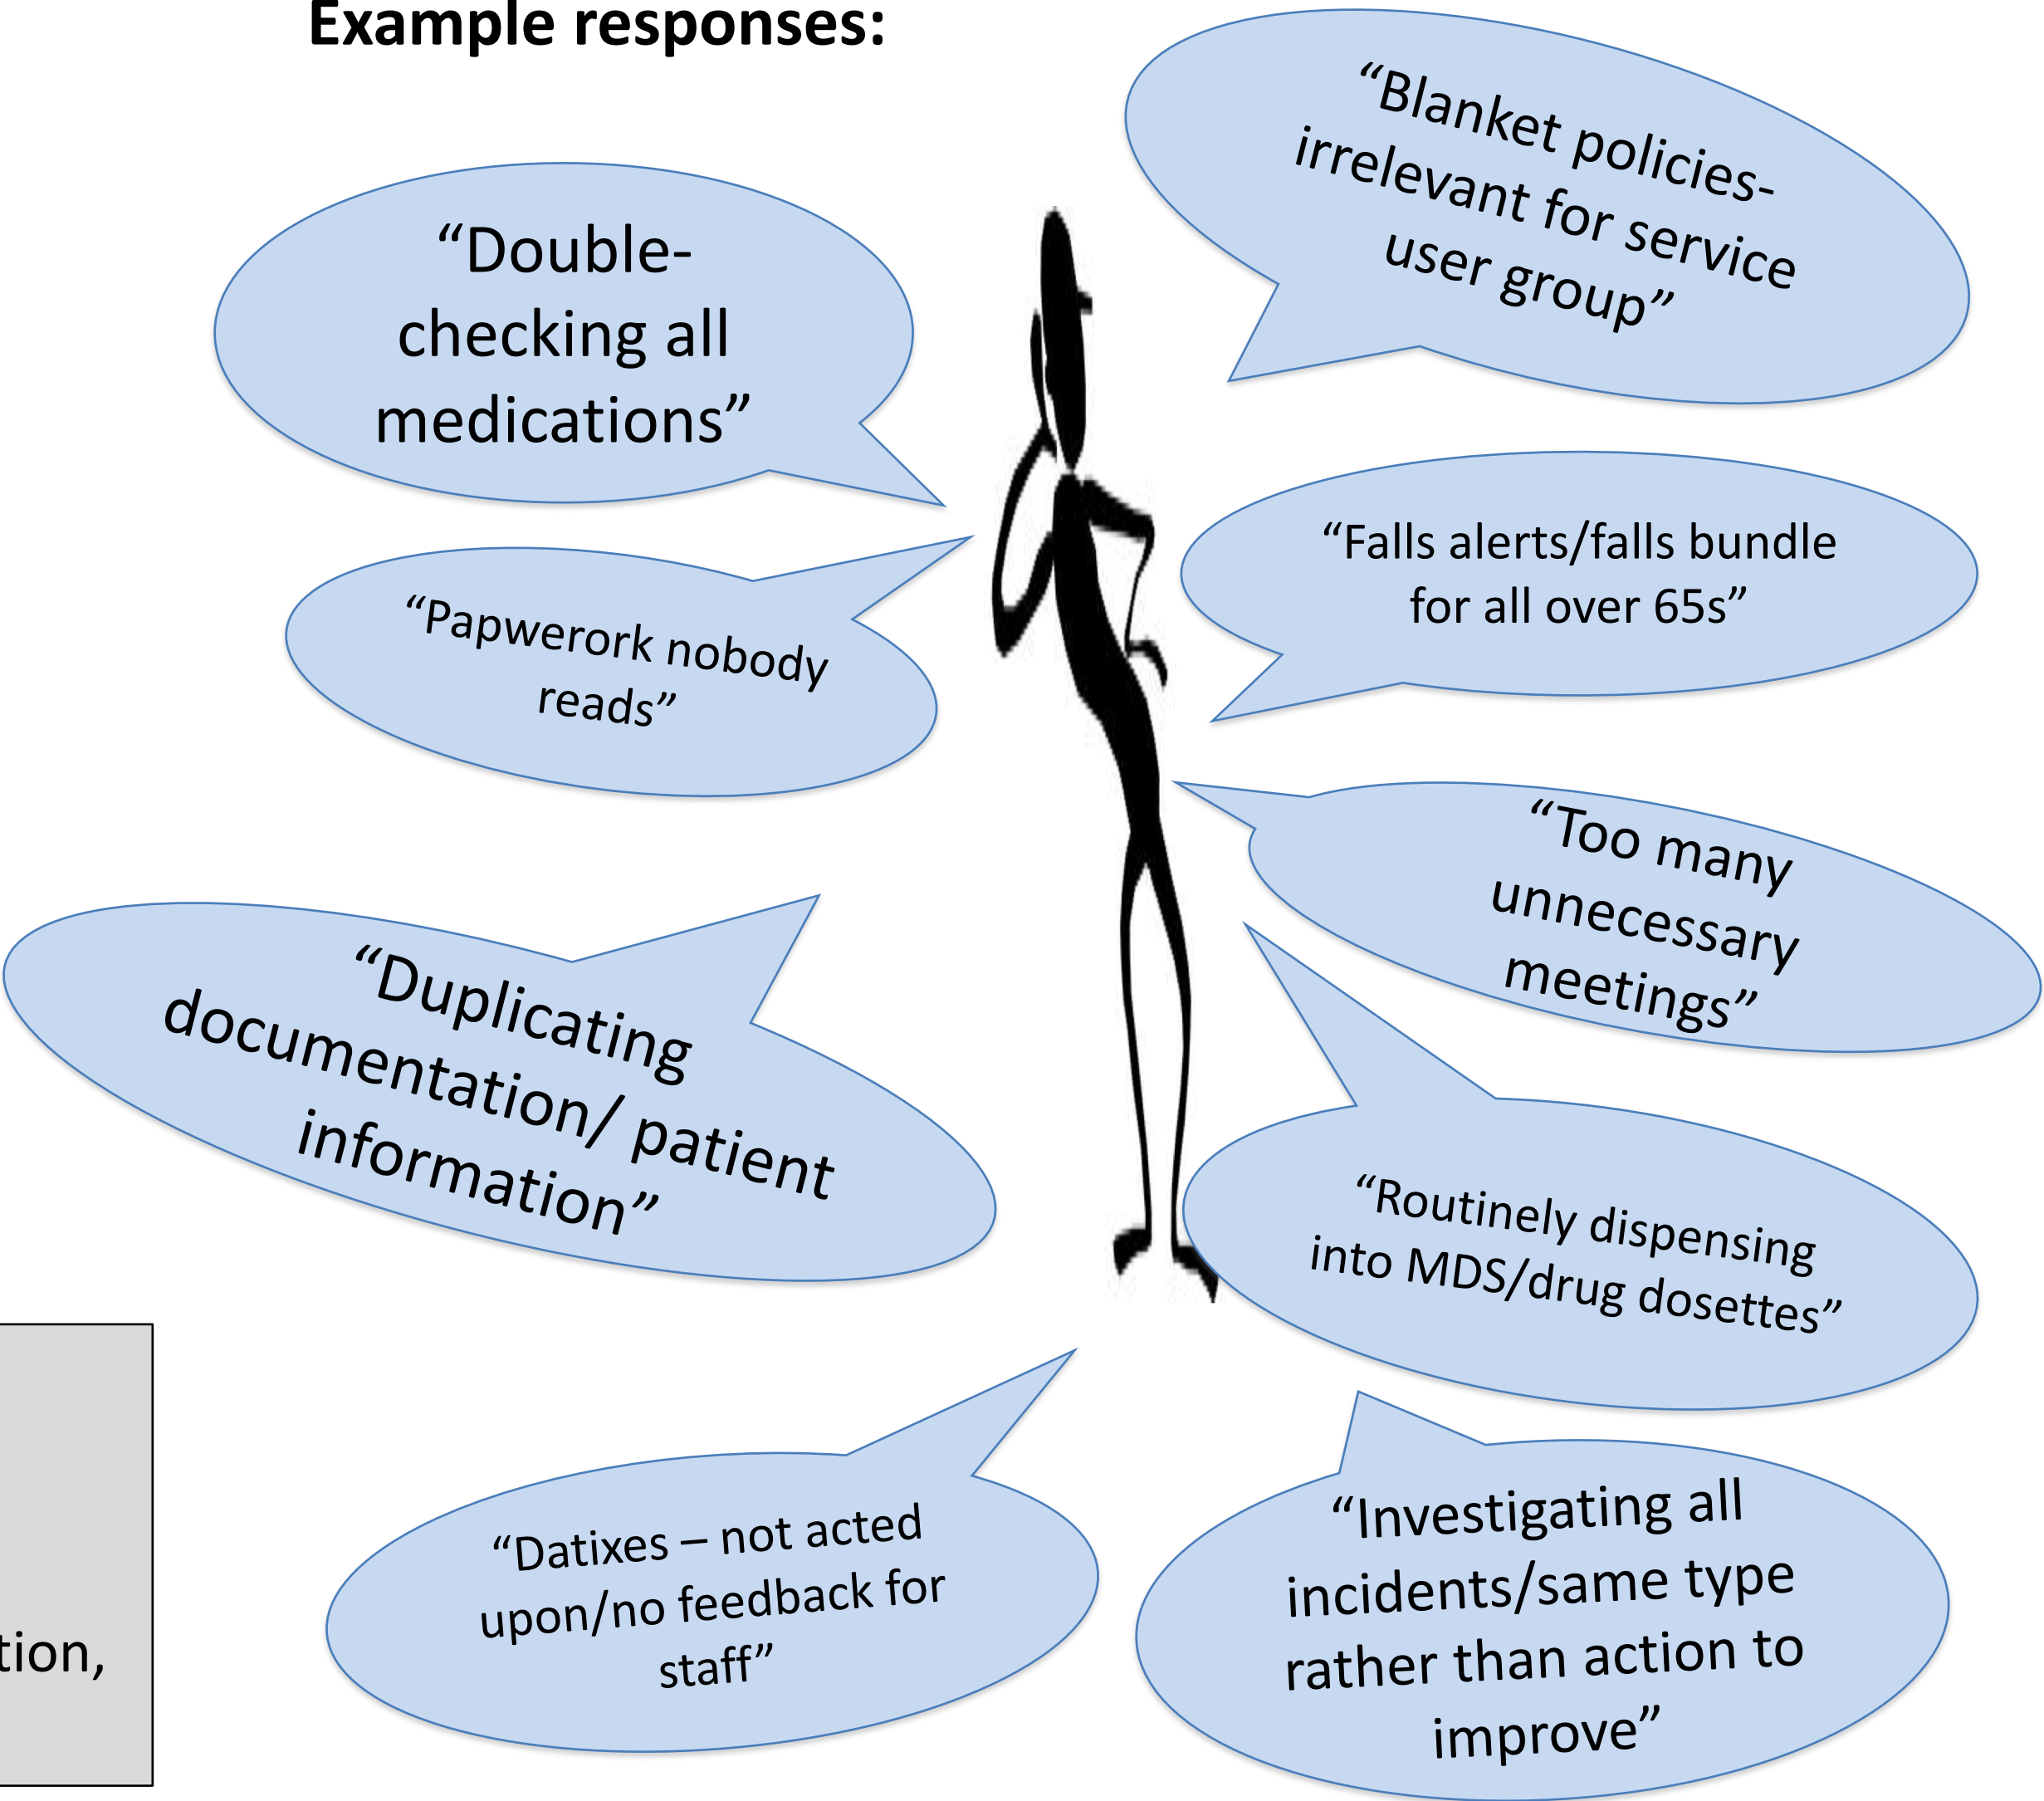 Example responses:
“Double-
checking all
medications”
“Blanket policies-
irrelevant for service
user group”
“Papwerork nobody
reads”
“Falls alerts/falls bundle
for all over 65s”
“Too many
unnecessary
meetings”
“Duplicating
documentation/ patient
information”
“Routinely dispensing
into MDS/drug dosettes”
“Datixes – not acted
upon/no feedback for
staff”
“Investigating all
incidents/same type
rather than action to
improve”
tion,